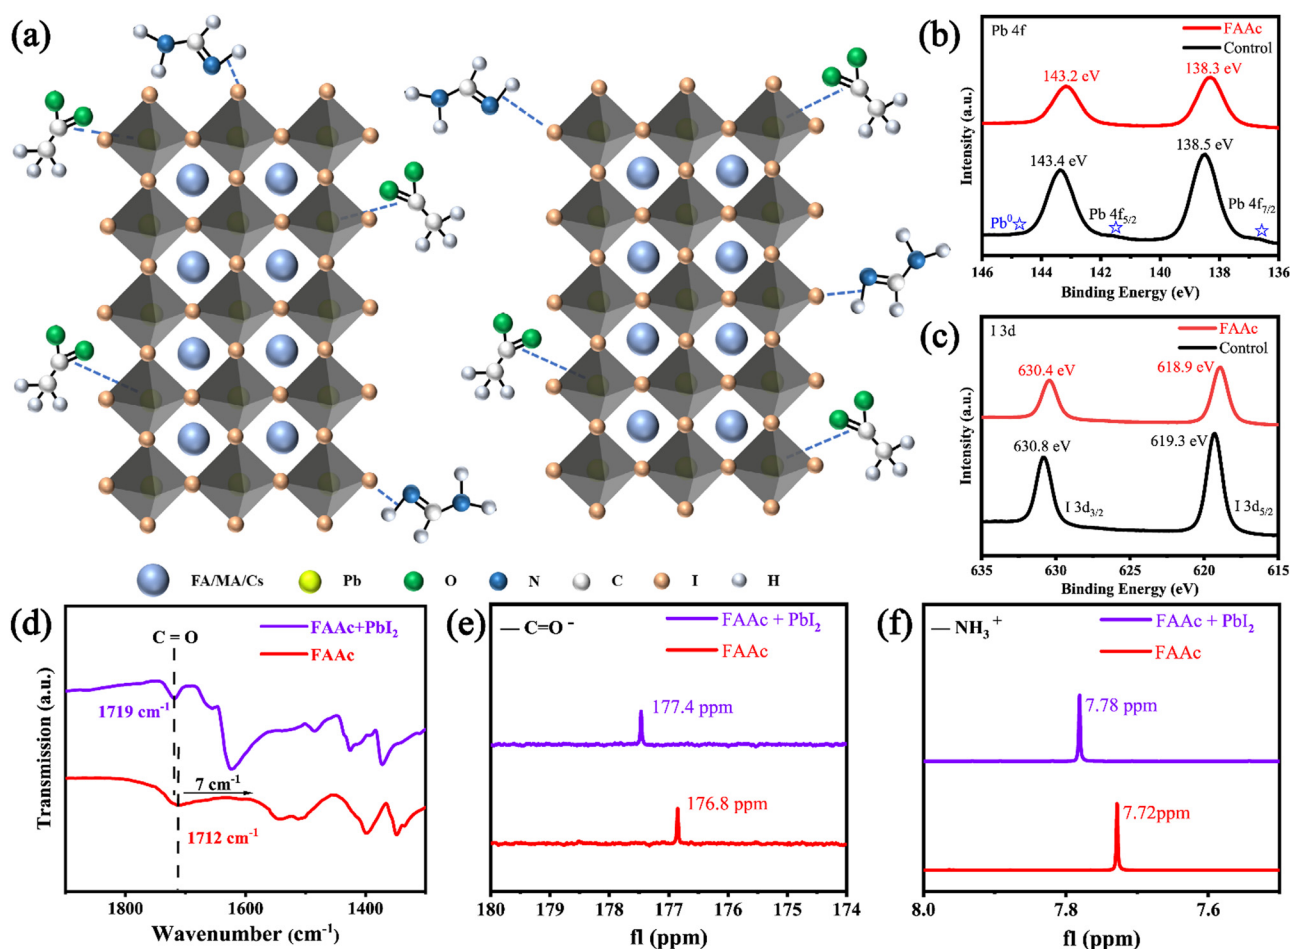 (a)
FA/MA/Cs Pb O N C I H
(b)
Pb 4f
FAAc
Control
143.2 eV
138.3 eV
143.4 eV
138.5 eV
Pb⁰☆
Pb 4f₅/₂
☆
Pb 4f₇/₂
☆
Intensity (a.u.)
146 144 142 140 138 136
Binding Energy (eV)
(c)
I 3d
FAAc
Control
630.4 eV
618.9 eV
630.8 eV
619.3 eV
I 3d₃/₂
I 3d₅/₂
Intensity (a.u.)
635 630 625 620 615
Binding Energy (eV)
(d)
FAAc+PbI₂
FAAc
C = O
1719 cm⁻¹
7 cm⁻¹
1712 cm⁻¹
Transmission (a.u.)
1800 1600 1400
Wavenumber (cm⁻¹)
(e)
— C=O⁻
FAAc + PbI₂
FAAc
177.4 ppm
176.8 ppm
180 179 178 177 176 175 174
fl (ppm)
(f)
— NH₃⁺
FAAc + PbI₂
FAAc
7.78 ppm
7.72ppm
8.0 7.8 7.6
fl (ppm)